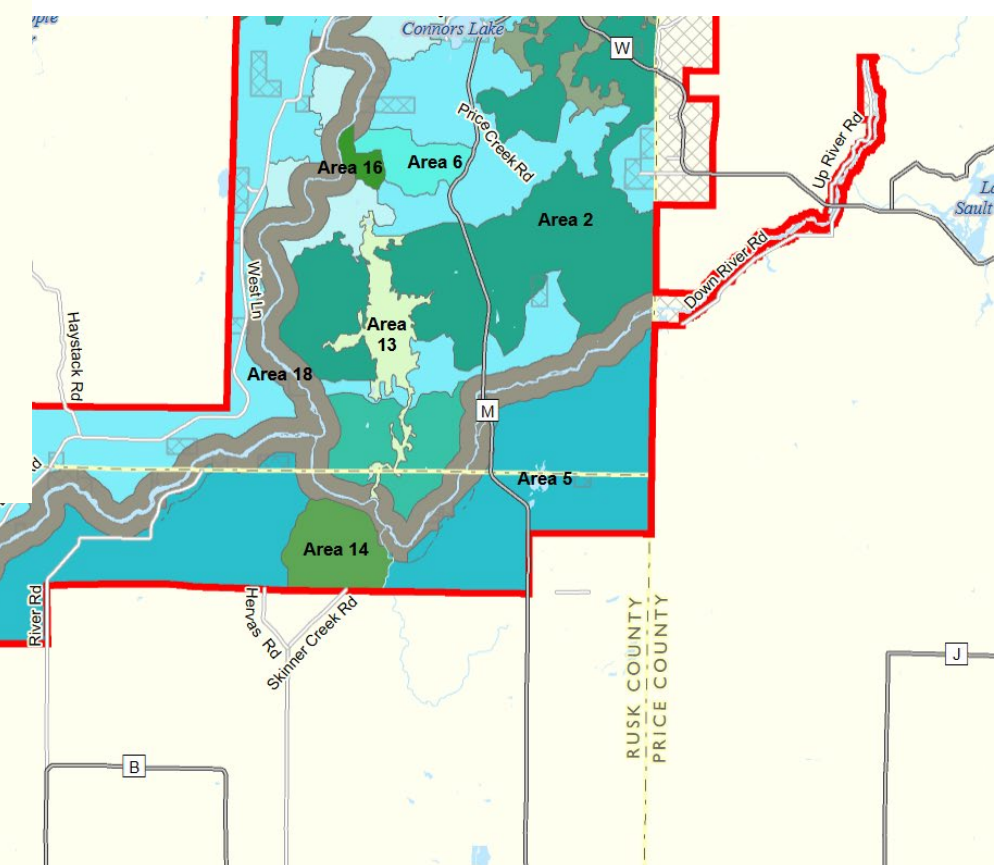 Connors Lake
W
Price Creek Rd
Up River Rd
Area 16
Area 6
Sault
Area 2
Down River Rd
West Ln
Haystack Rd
Area
13
Area 18
M
Area 5
Area 14
River Rd
Hervas Rd
Skinner Creek Rd
RUSK COUNTY
PRICE COUNTY
J
B